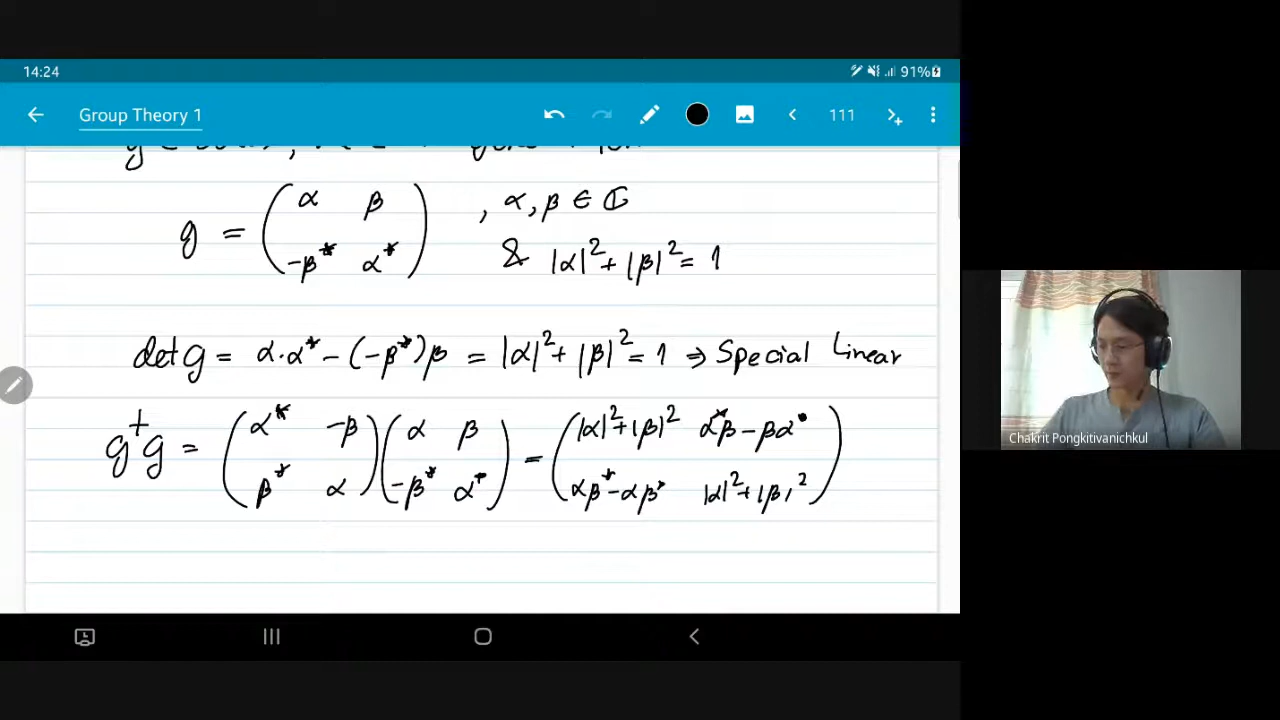 14:24 91%
Group Theory 1 111
g = ( α β ) , α, β ∈ ℂ
( -β* α* ) & |α|² + |β|² = 1
det g = α·α* - (-β*)β = |α|² + |β|² = 1 ⇒ Special Linear
g†g = ( α* -β ) ( α β ) = ( |α|²+|β|² α*β - βα* )
( β* α ) ( -β* α* ) ( αβ* - αβ* |α|²+|β|² )
Chakrit Pongkitivanichkul